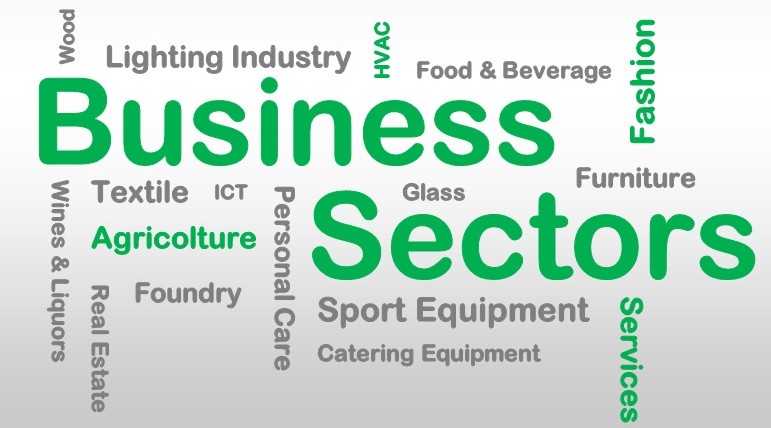 Wood
Lighting Industry
HVAC
Food & Beverage
Fashion
Business
Wines & Liquors
Textile
ICT
Personal Care
Glass
Furniture
Sectors
Agricolture
Real Estate
Foundry
Sport Equipment
Services
Catering Equipment